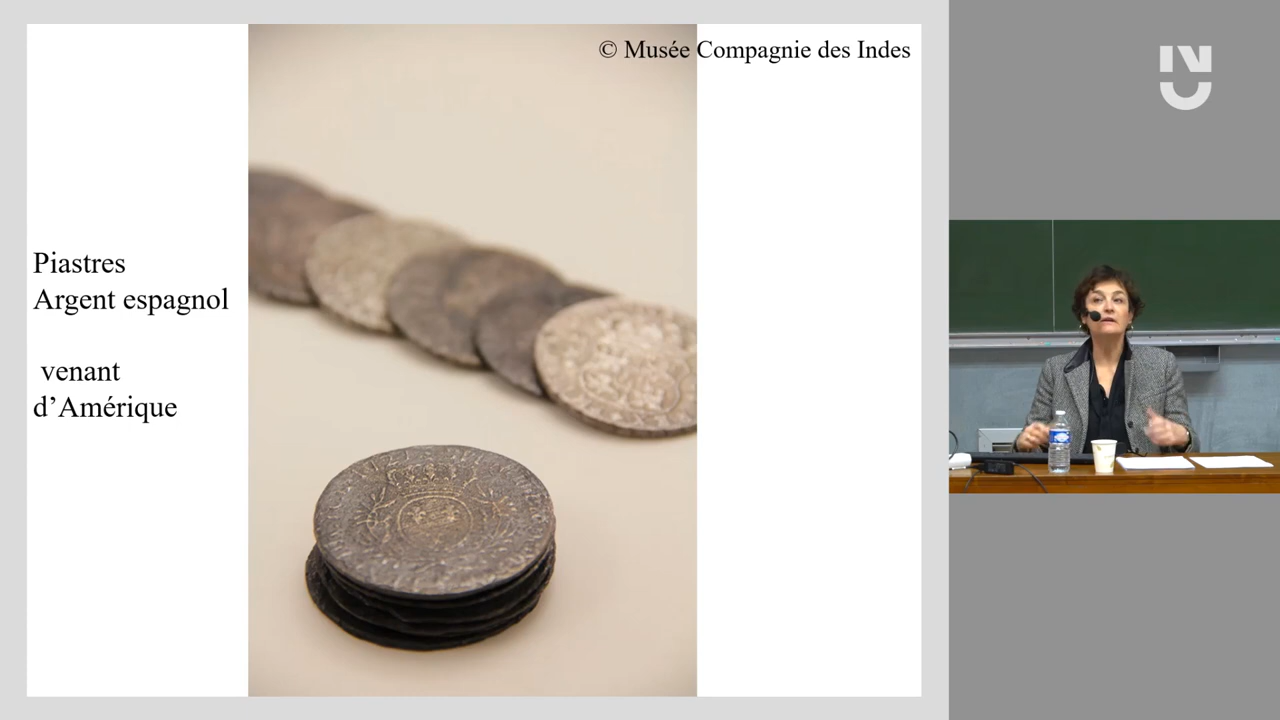 © Musée Compagnie des Indes
Piastres
Argent espagnol
venant
d’Amérique